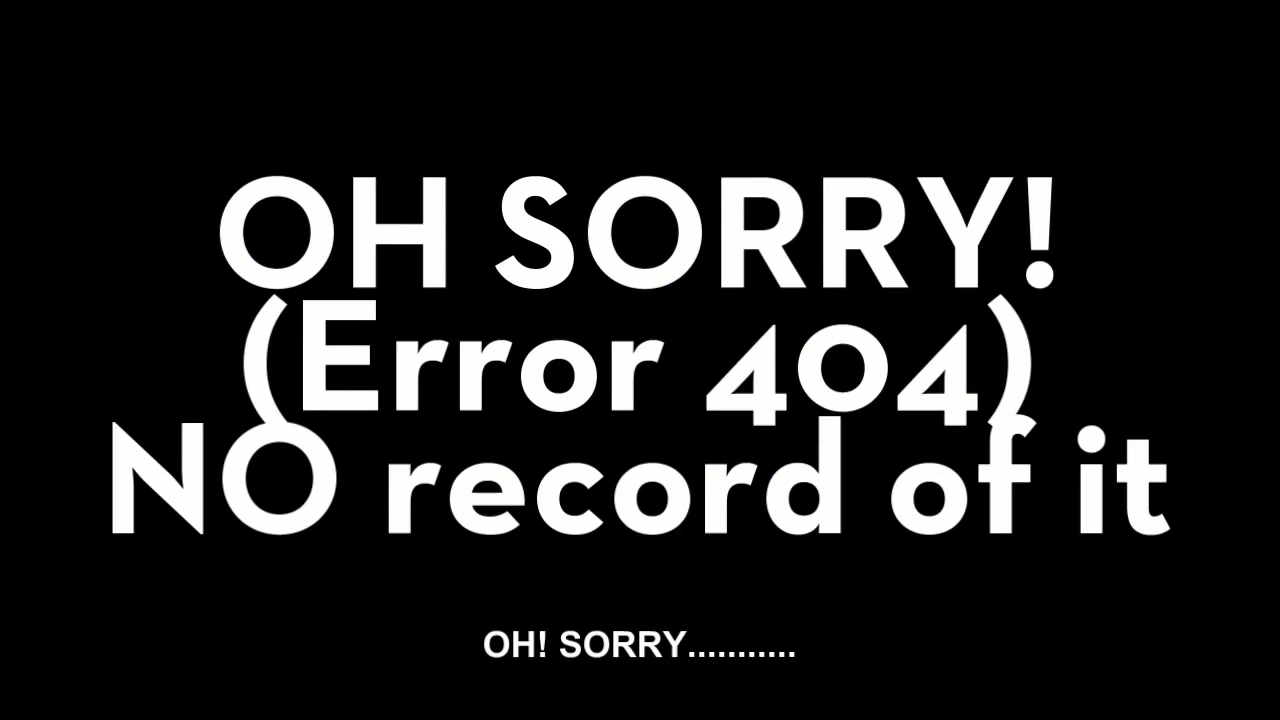 OH SORRY!
(Error 404)
NO record of it
OH! SORRY...........